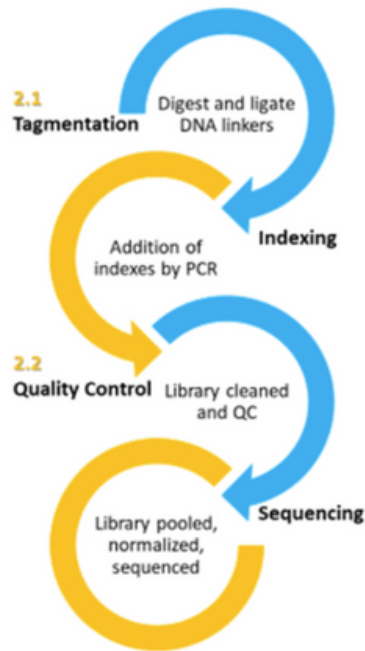 2.1
Tagmentation
Digest and ligate
DNA linkers
Indexing
Addition of
indexes by PCR
2.2
Quality Control
Library cleaned
and QC
Sequencing
Library pooled,
normalized,
sequenced